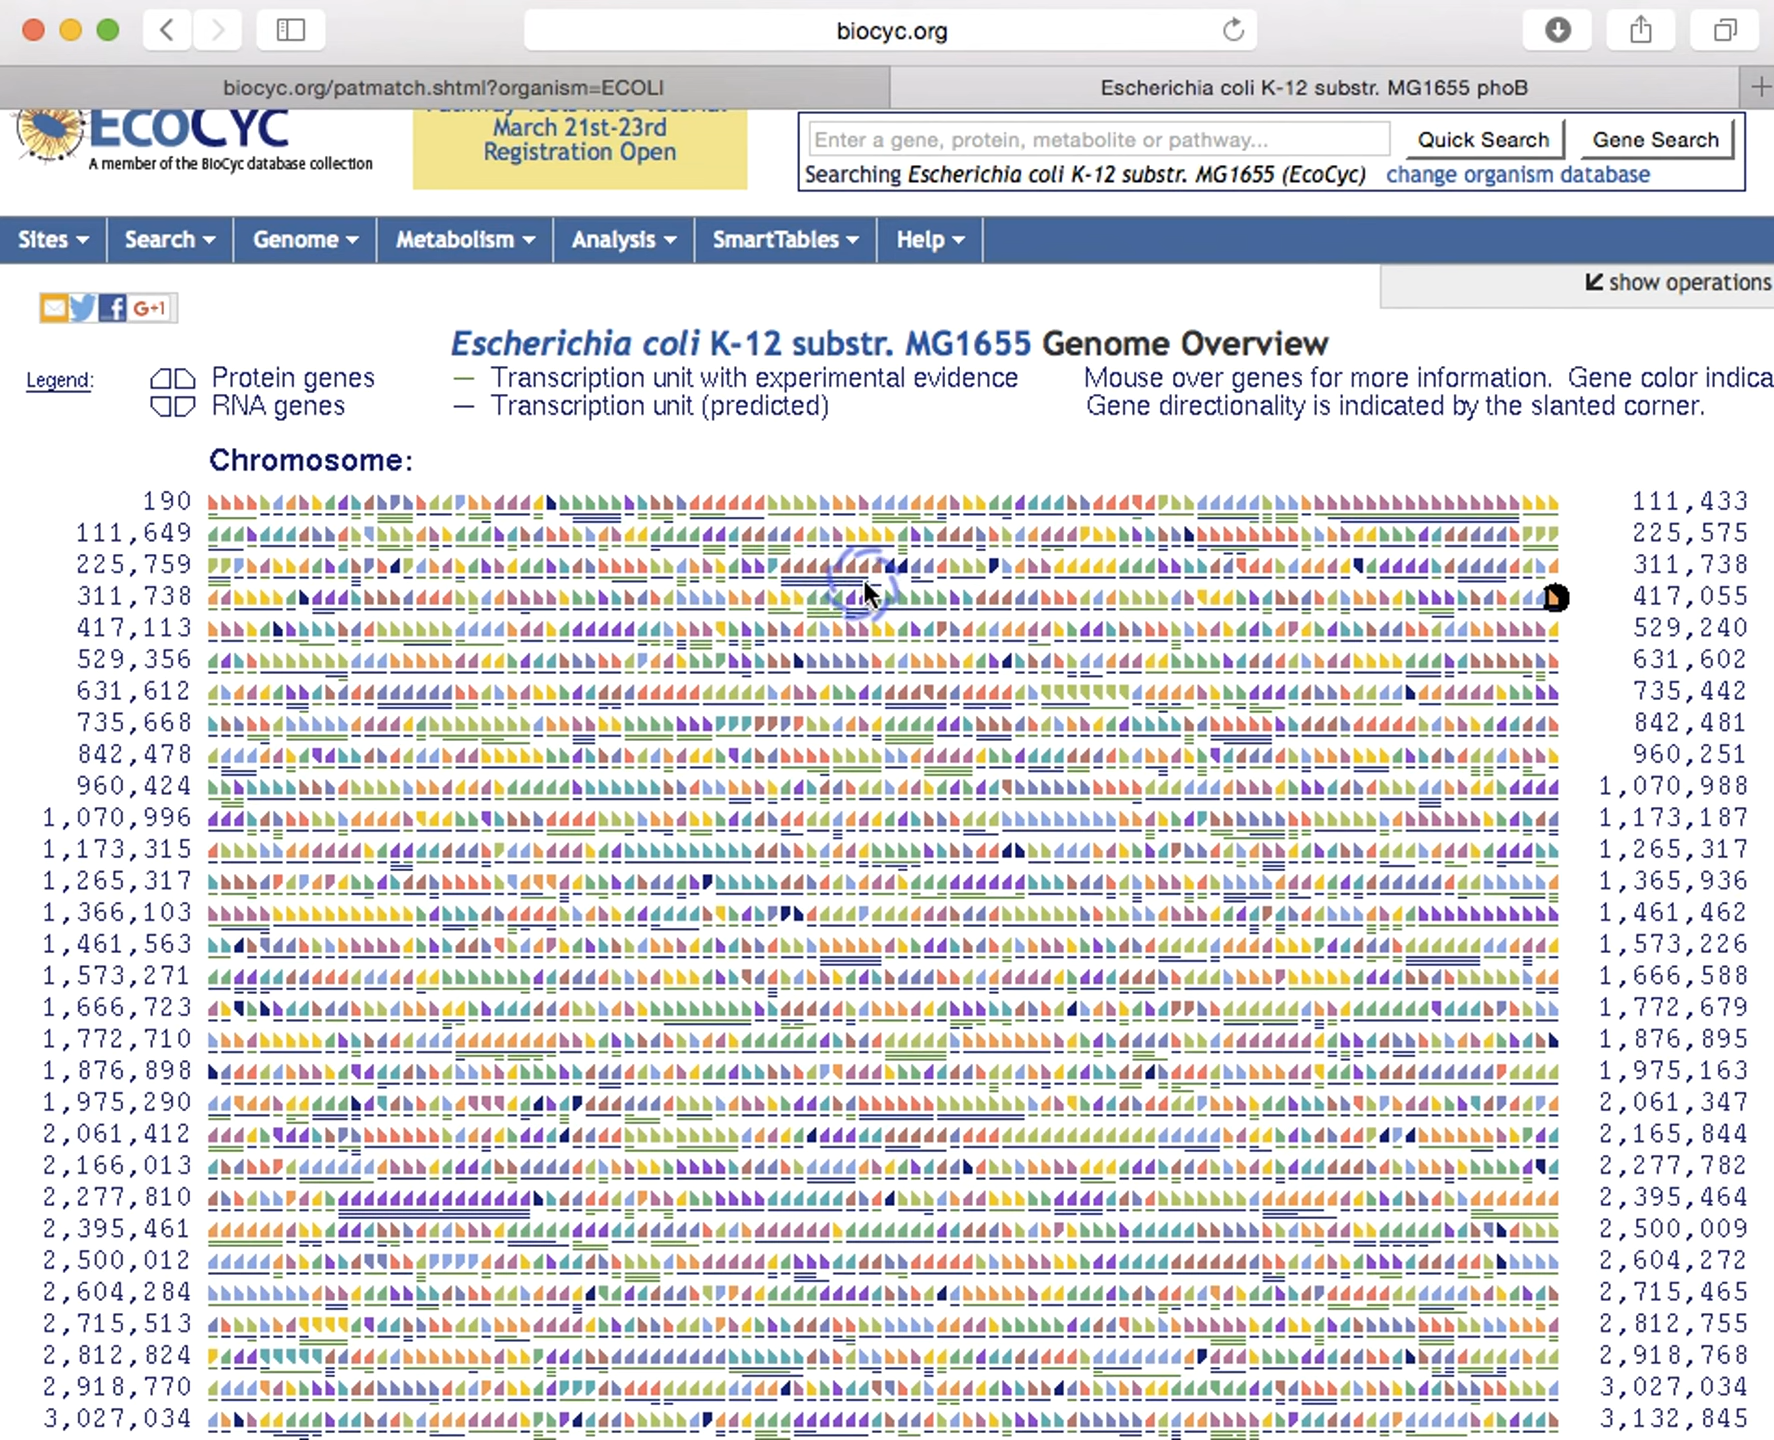 biocyc.org
biocyc.org/patmatch.shtml?organism=ECOLI
Escherichia coli K-12 substr. MG1655 phoB
ECOCYC
A member of the BioCyc database collection
March 21st-23rd
Registration Open
Enter a gene, protein, metabolite or pathway...
Quick Search
Gene Search
Searching Escherichia coli K-12 substr. MG1655 (EcoCyc) change organism database
Sites Search Genome Metabolism Analysis SmartTables Help
show operations
G+1
Escherichia coli K-12 substr. MG1655 Genome Overview
Legend: Protein genes — Transcription unit with experimental evidence Mouse over genes for more information. Gene color indica
RNA genes — Transcription unit (predicted) Gene directionality is indicated by the slanted corner.
Chromosome:
190 111,433
111,649 225,575
225,759 311,738
311,738 417,055
417,113 529,240
529,356 631,602
631,612 735,442
735,668 842,481
842,478 960,251
960,424 1,070,988
1,070,996 1,173,187
1,173,315 1,265,317
1,265,317 1,365,936
1,366,103 1,461,462
1,461,563 1,573,226
1,573,271 1,666,588
1,666,723 1,772,679
1,772,710 1,876,895
1,876,898 1,975,163
1,975,290 2,061,347
2,061,412 2,165,844
2,166,013 2,277,782
2,277,810 2,395,464
2,395,461 2,500,009
2,500,012 2,604,272
2,604,284 2,715,465
2,715,513 2,812,755
2,812,824 2,918,768
2,918,770 3,027,034
3,027,034 3,132,845